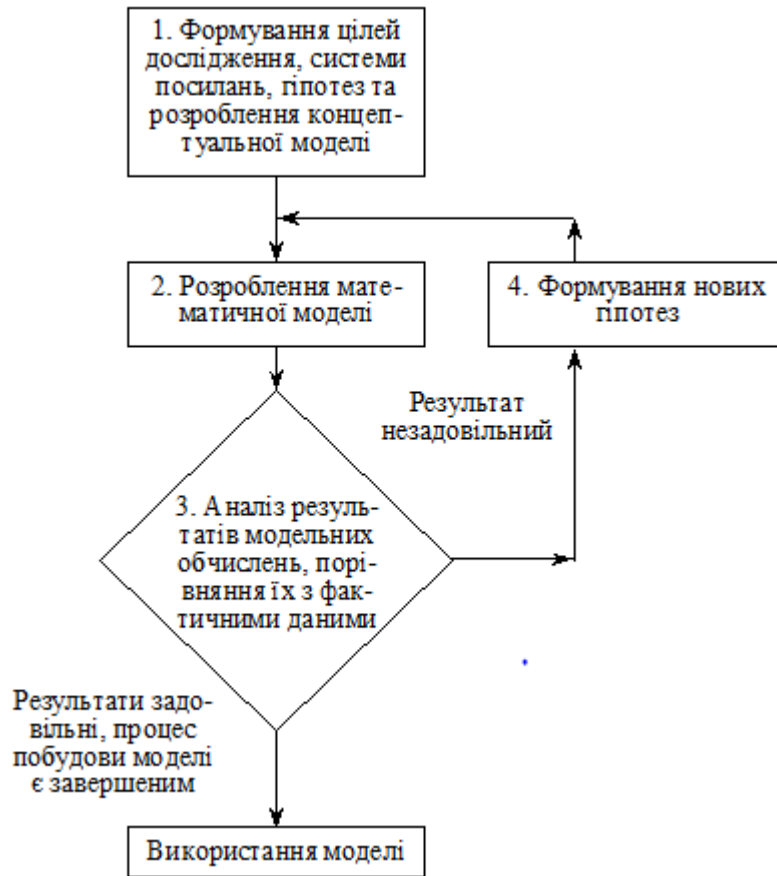 1. Формування цілей
дослідження, системи
посилань, гіпотез та
розроблення концеп-
туальної моделі
2. Розроблення мате-
матичної моделі
4. Формування нових
гіпотез
Результат
незадовільний
3. Аналіз резуль-
татів модельних
обчислень, порі-
вняння їх з фак-
тичними даними
Результати задо-
вільні, процес
побудови моделі
є завершеним
Використання моделі